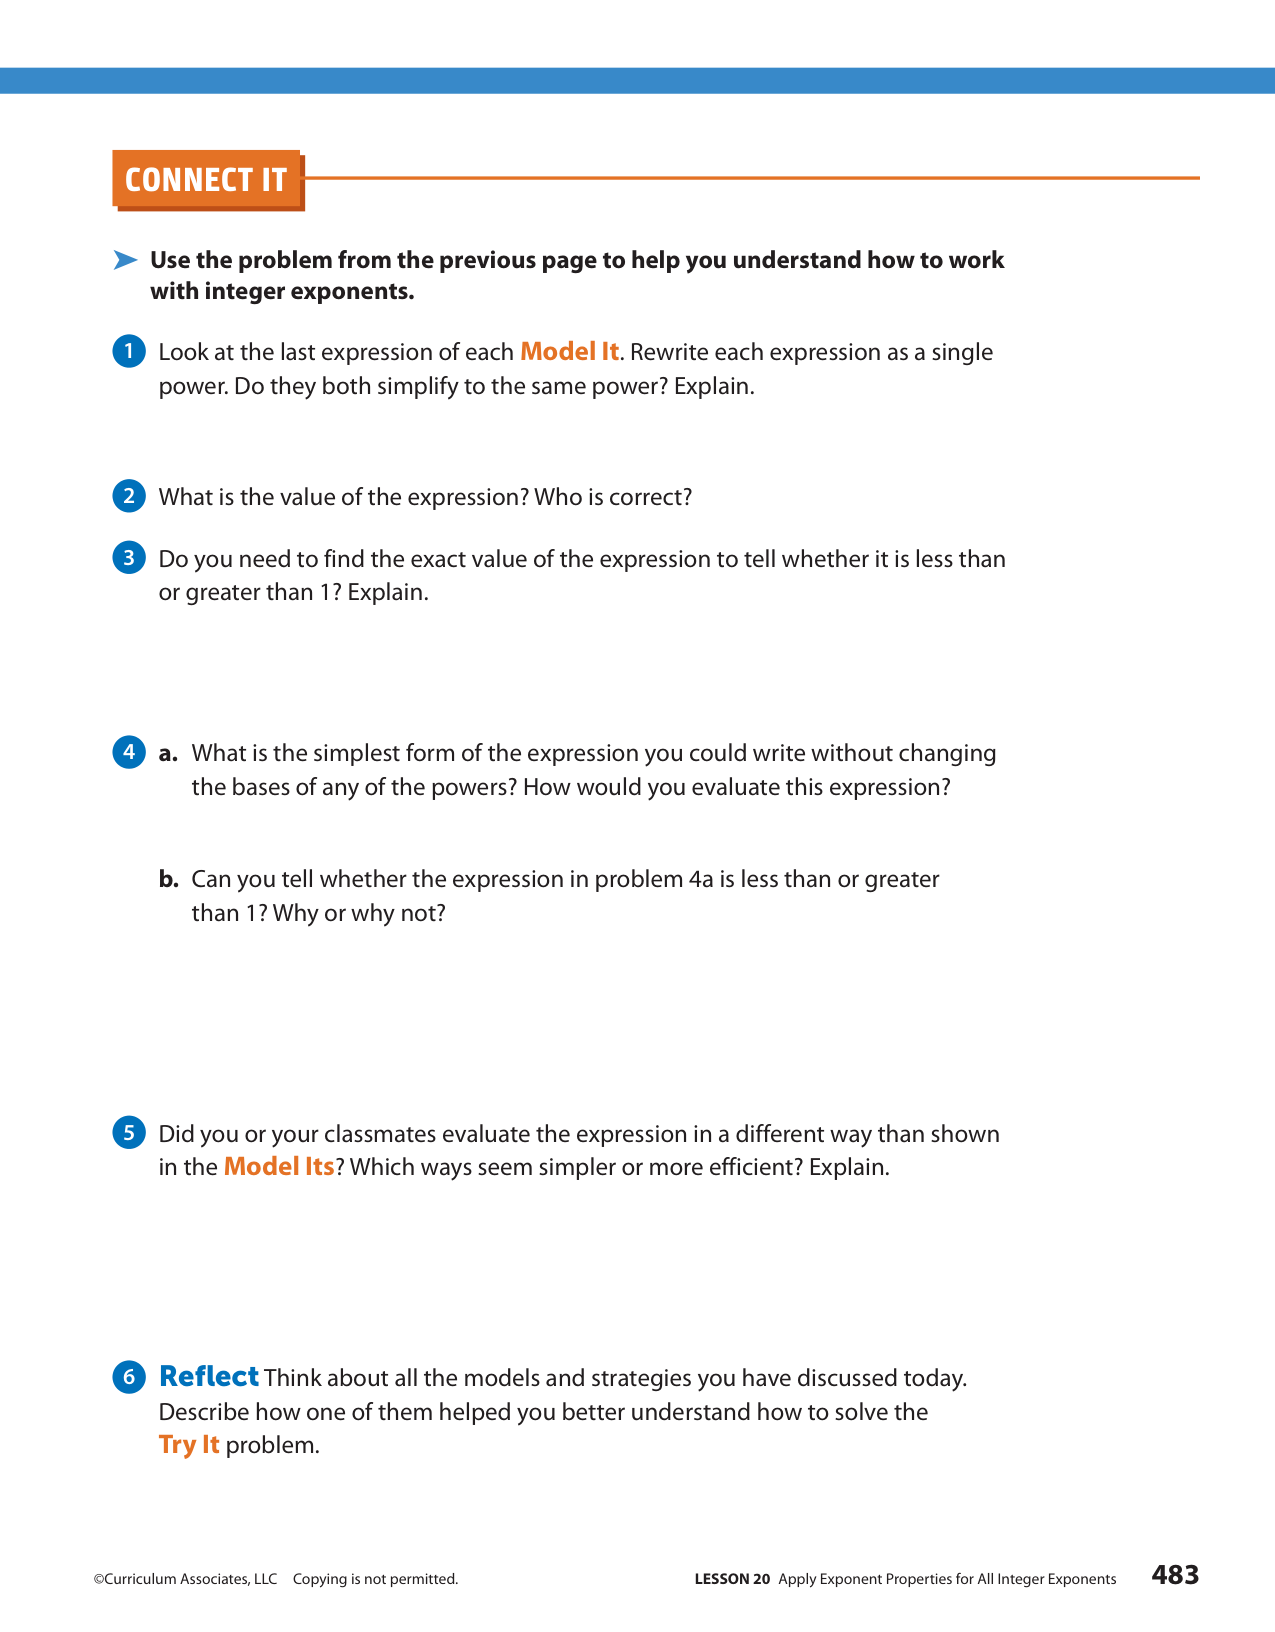 CONNECT IT
➤ Use the problem from the previous page to help you understand how to work
with integer exponents.
1 Look at the last expression of each Model It. Rewrite each expression as a single
power. Do they both simplify to the same power? Explain.
2 What is the value of the expression? Who is correct?
3 Do you need to find the exact value of the expression to tell whether it is less than
or greater than 1? Explain.
4 a. What is the simplest form of the expression you could write without changing
the bases of any of the powers? How would you evaluate this expression?
b. Can you tell whether the expression in problem 4a is less than or greater
than 1? Why or why not?
5 Did you or your classmates evaluate the expression in a different way than shown
in the Model Its? Which ways seem simpler or more efficient? Explain.
6 Reflect Think about all the models and strategies you have discussed today.
Describe how one of them helped you better understand how to solve the
Try It problem.
©Curriculum Associates, LLC Copying is not permitted. LESSON 20 Apply Exponent Properties for All Integer Exponents 483